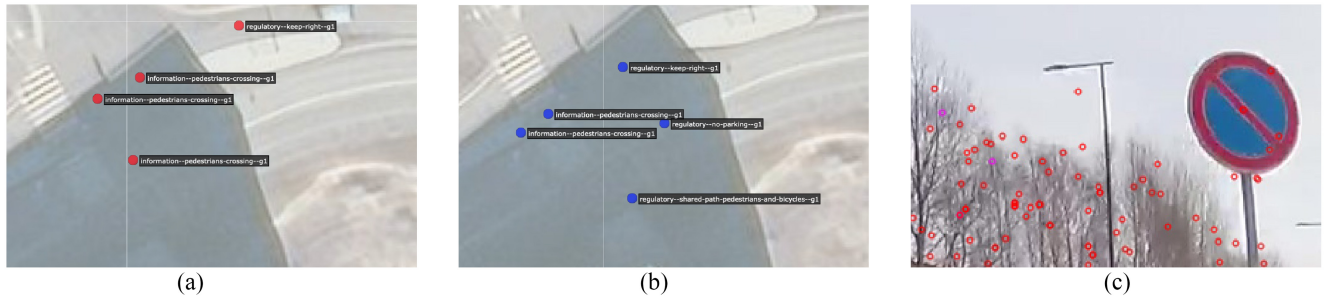 regulatory--keep-right--g1
information--pedestrians-crossing--g1
information--pedestrians-crossing--g1
information--pedestrians-crossing--g1
regulatory--keep-right--g1
information--pedestrians-crossing--g1
regulatory--no-parking--g1
information--pedestrians-crossing--g1
regulatory--shared-path-pedestrians-and-bicycles--g1
(a)
(b)
(c)